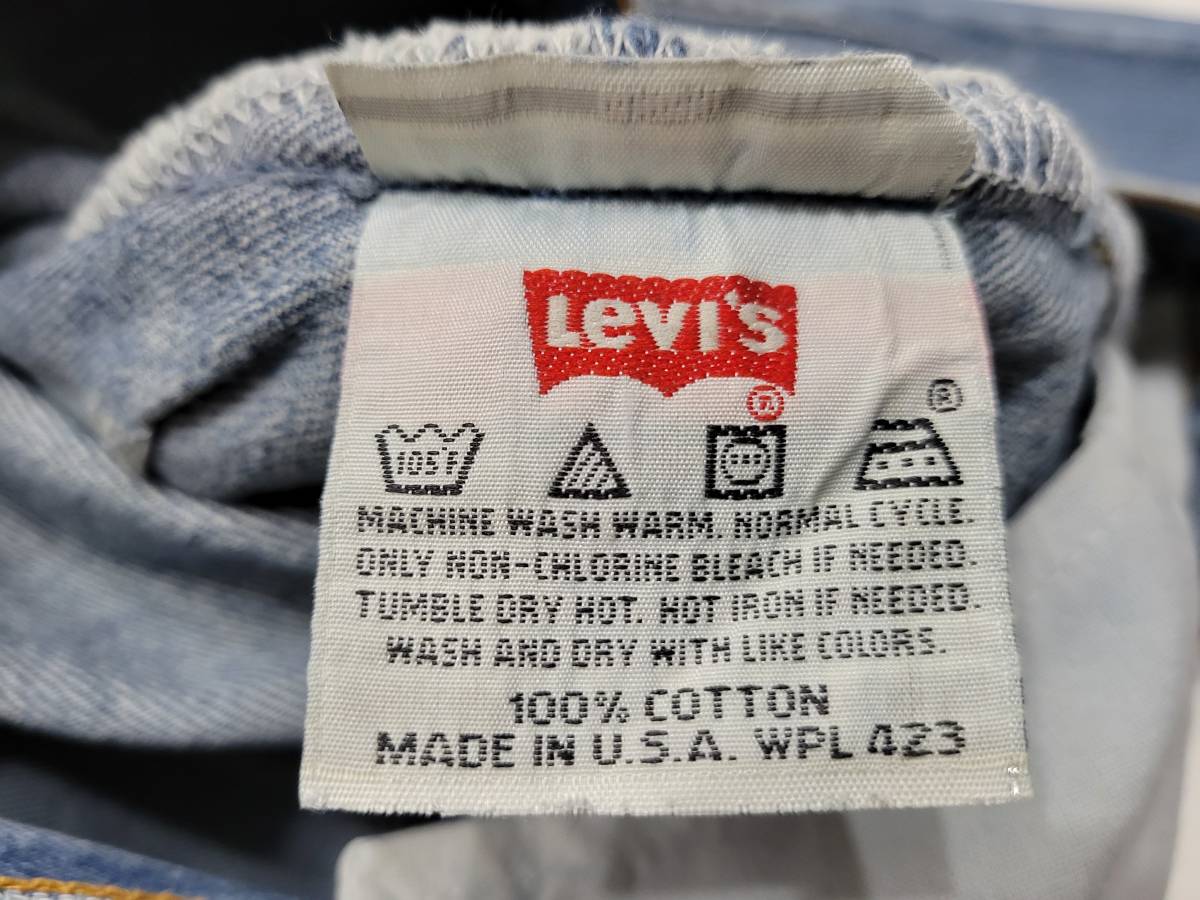 Levi's
®
®
105°F
MACHINE WASH WARM. NORMAL CYCLE.
ONLY NON-CHLORINE BLEACH IF NEEDED.
TUMBLE DRY HOT. HOT IRON IF NEEDED.
WASH AND DRY WITH LIKE COLORS.
100% COTTON
MADE IN U.S.A. WPL 423